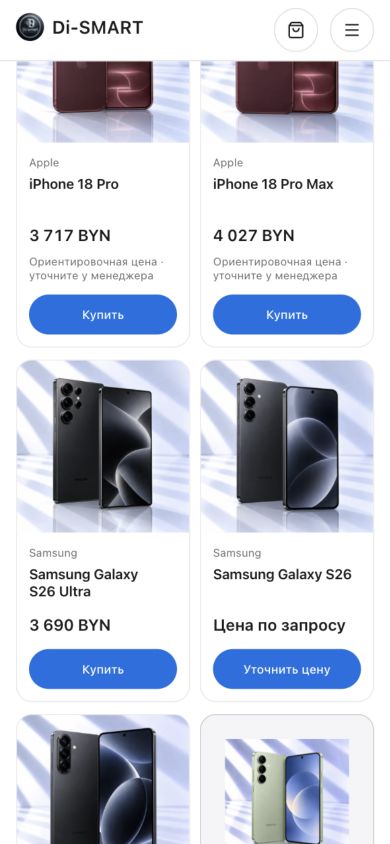 Di-SMART
Apple
iPhone 18 Pro
3 717 BYN
Ориентировочная цена ·
уточните у менеджера
Купить
Apple
iPhone 18 Pro Max
4 027 BYN
Ориентировочная цена ·
уточните у менеджера
Купить
Samsung
Samsung Galaxy
S26 Ultra
3 690 BYN
Купить
Samsung
Samsung Galaxy S26
Цена по запросу
Уточнить цену